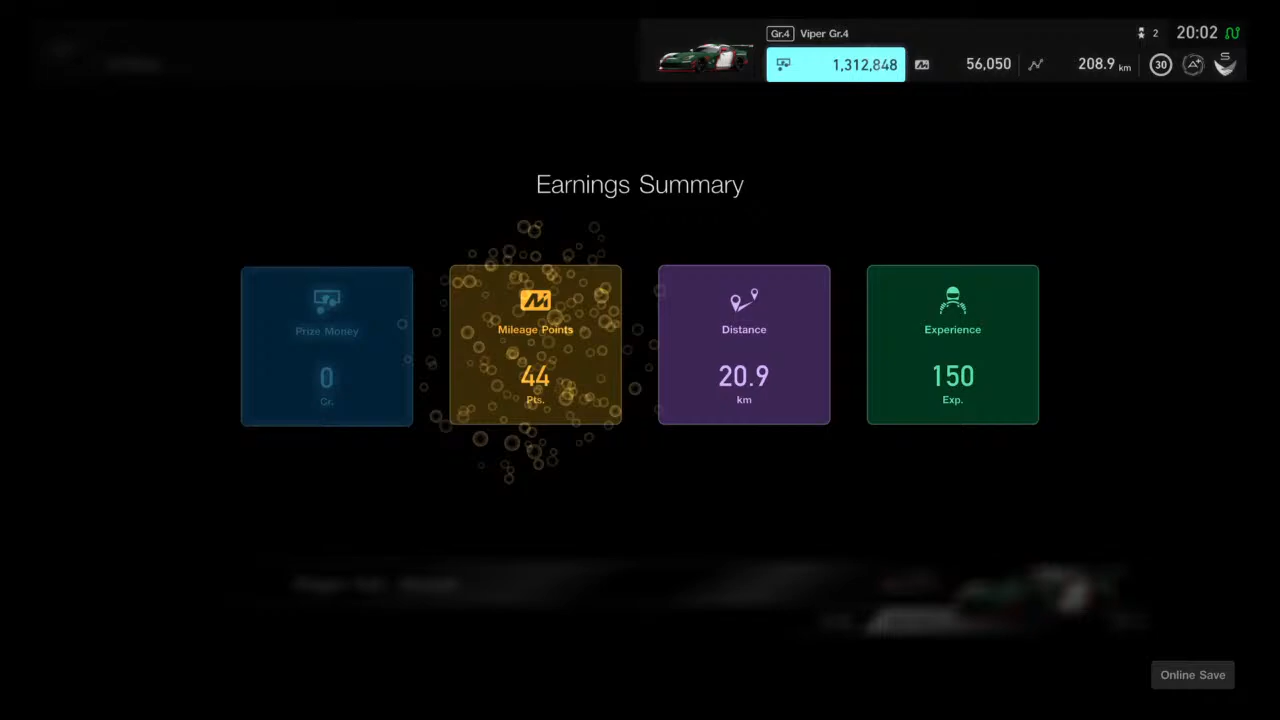 Gr.4 Viper Gr.4
2 20:02
1,312,848 56,050 208.9 km 30 A+ S
Earnings Summary
Prize Money
0
Cr.
Mileage Points
44
Pts.
Distance
20.9
km
Experience
150
Exp.
Online Save